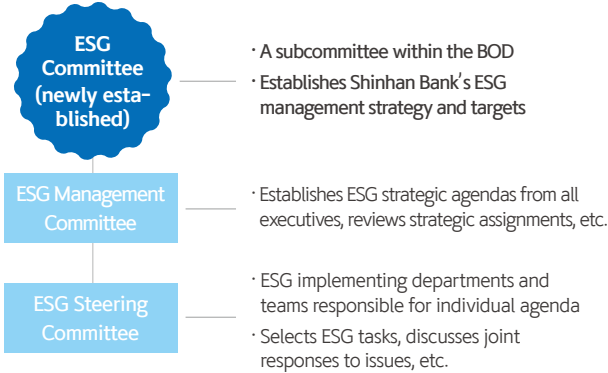 ESG
Committee
(newly esta-
blished)
· A subcommittee within the BOD
· Establishes Shinhan Bank's ESG
management strategy and targets
ESG Management
Committee
· Establishes ESG strategic agendas from all
executives, reviews strategic assignments, etc.
ESG Steering
Committee
· ESG implementing departments and
teams responsible for individual agenda
· Selects ESG tasks, discusses joint
responses to issues, etc.